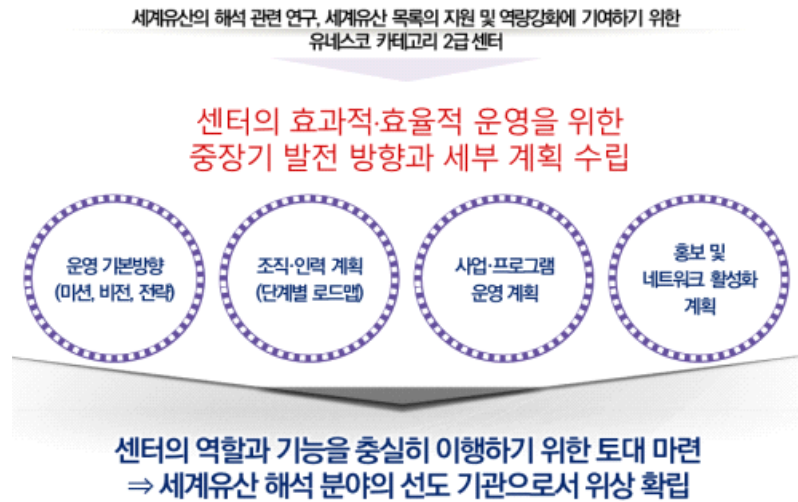 세계유산의 해석 관련 연구, 세계유산 목록의 지원 및 역량강화에 기여하기 위한
유네스코 카테고리 2급 센터
센터의 효과적·효율적 운영을 위한
중장기 발전 방향과 세부 계획 수립
운영 기본방향
(미션, 비전, 전략)
조직·인력 계획
(단계별 로드맵)
사업·프로그램
운영 계획
홍보 및
네트워크 활성화
계획
센터의 역할과 기능을 충실히 이행하기 위한 토대 마련
⇒ 세계유산 해석 분야의 선도 기관으로서 위상 확립